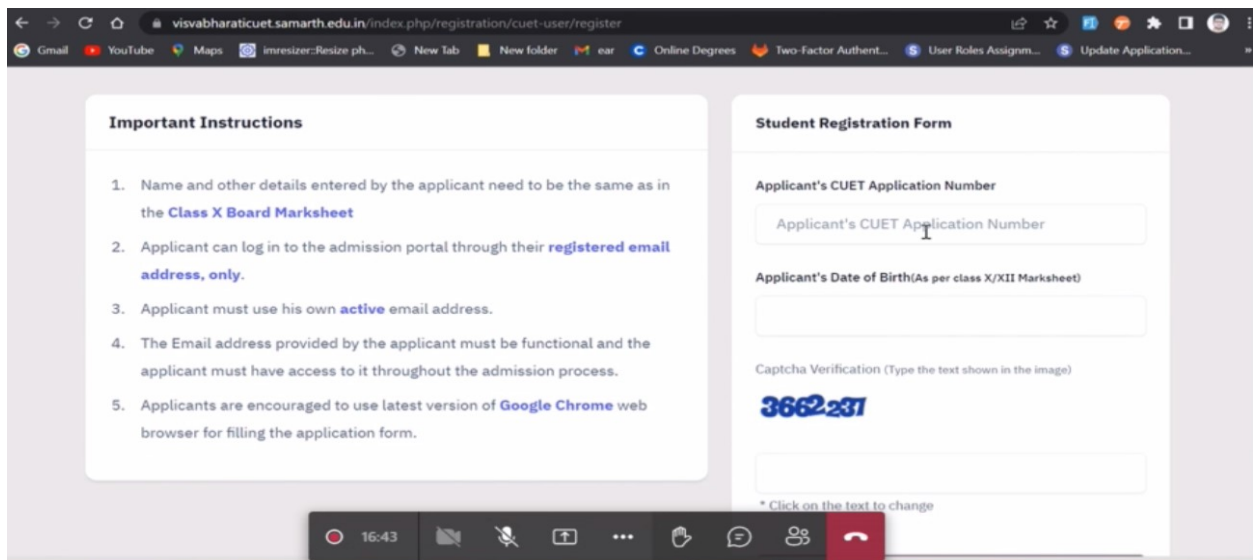 visvabharaticuet.samarth.edu.in/index.php/registration/cuet-user/register
Gmail YouTube Maps imresizer::Resize ph... New Tab New folder ear Online Degrees Two-Factor Authent... User Roles Assignm... Update Application...
Important Instructions
1. Name and other details entered by the applicant need to be the same as in
the Class X Board Marksheet
2. Applicant can log in to the admission portal through their registered email
address, only.
3. Applicant must use his own active email address.
4. The Email address provided by the applicant must be functional and the
applicant must have access to it throughout the admission process.
5. Applicants are encouraged to use latest version of Google Chrome web
browser for filling the application form.
Student Registration Form
Applicant's CUET Application Number
Applicant's CUET Application Number
Applicant's Date of Birth(As per class X/XII Marksheet)
Captcha Verification (Type the text shown in the image)
3662237
* Click on the text to change
16:43